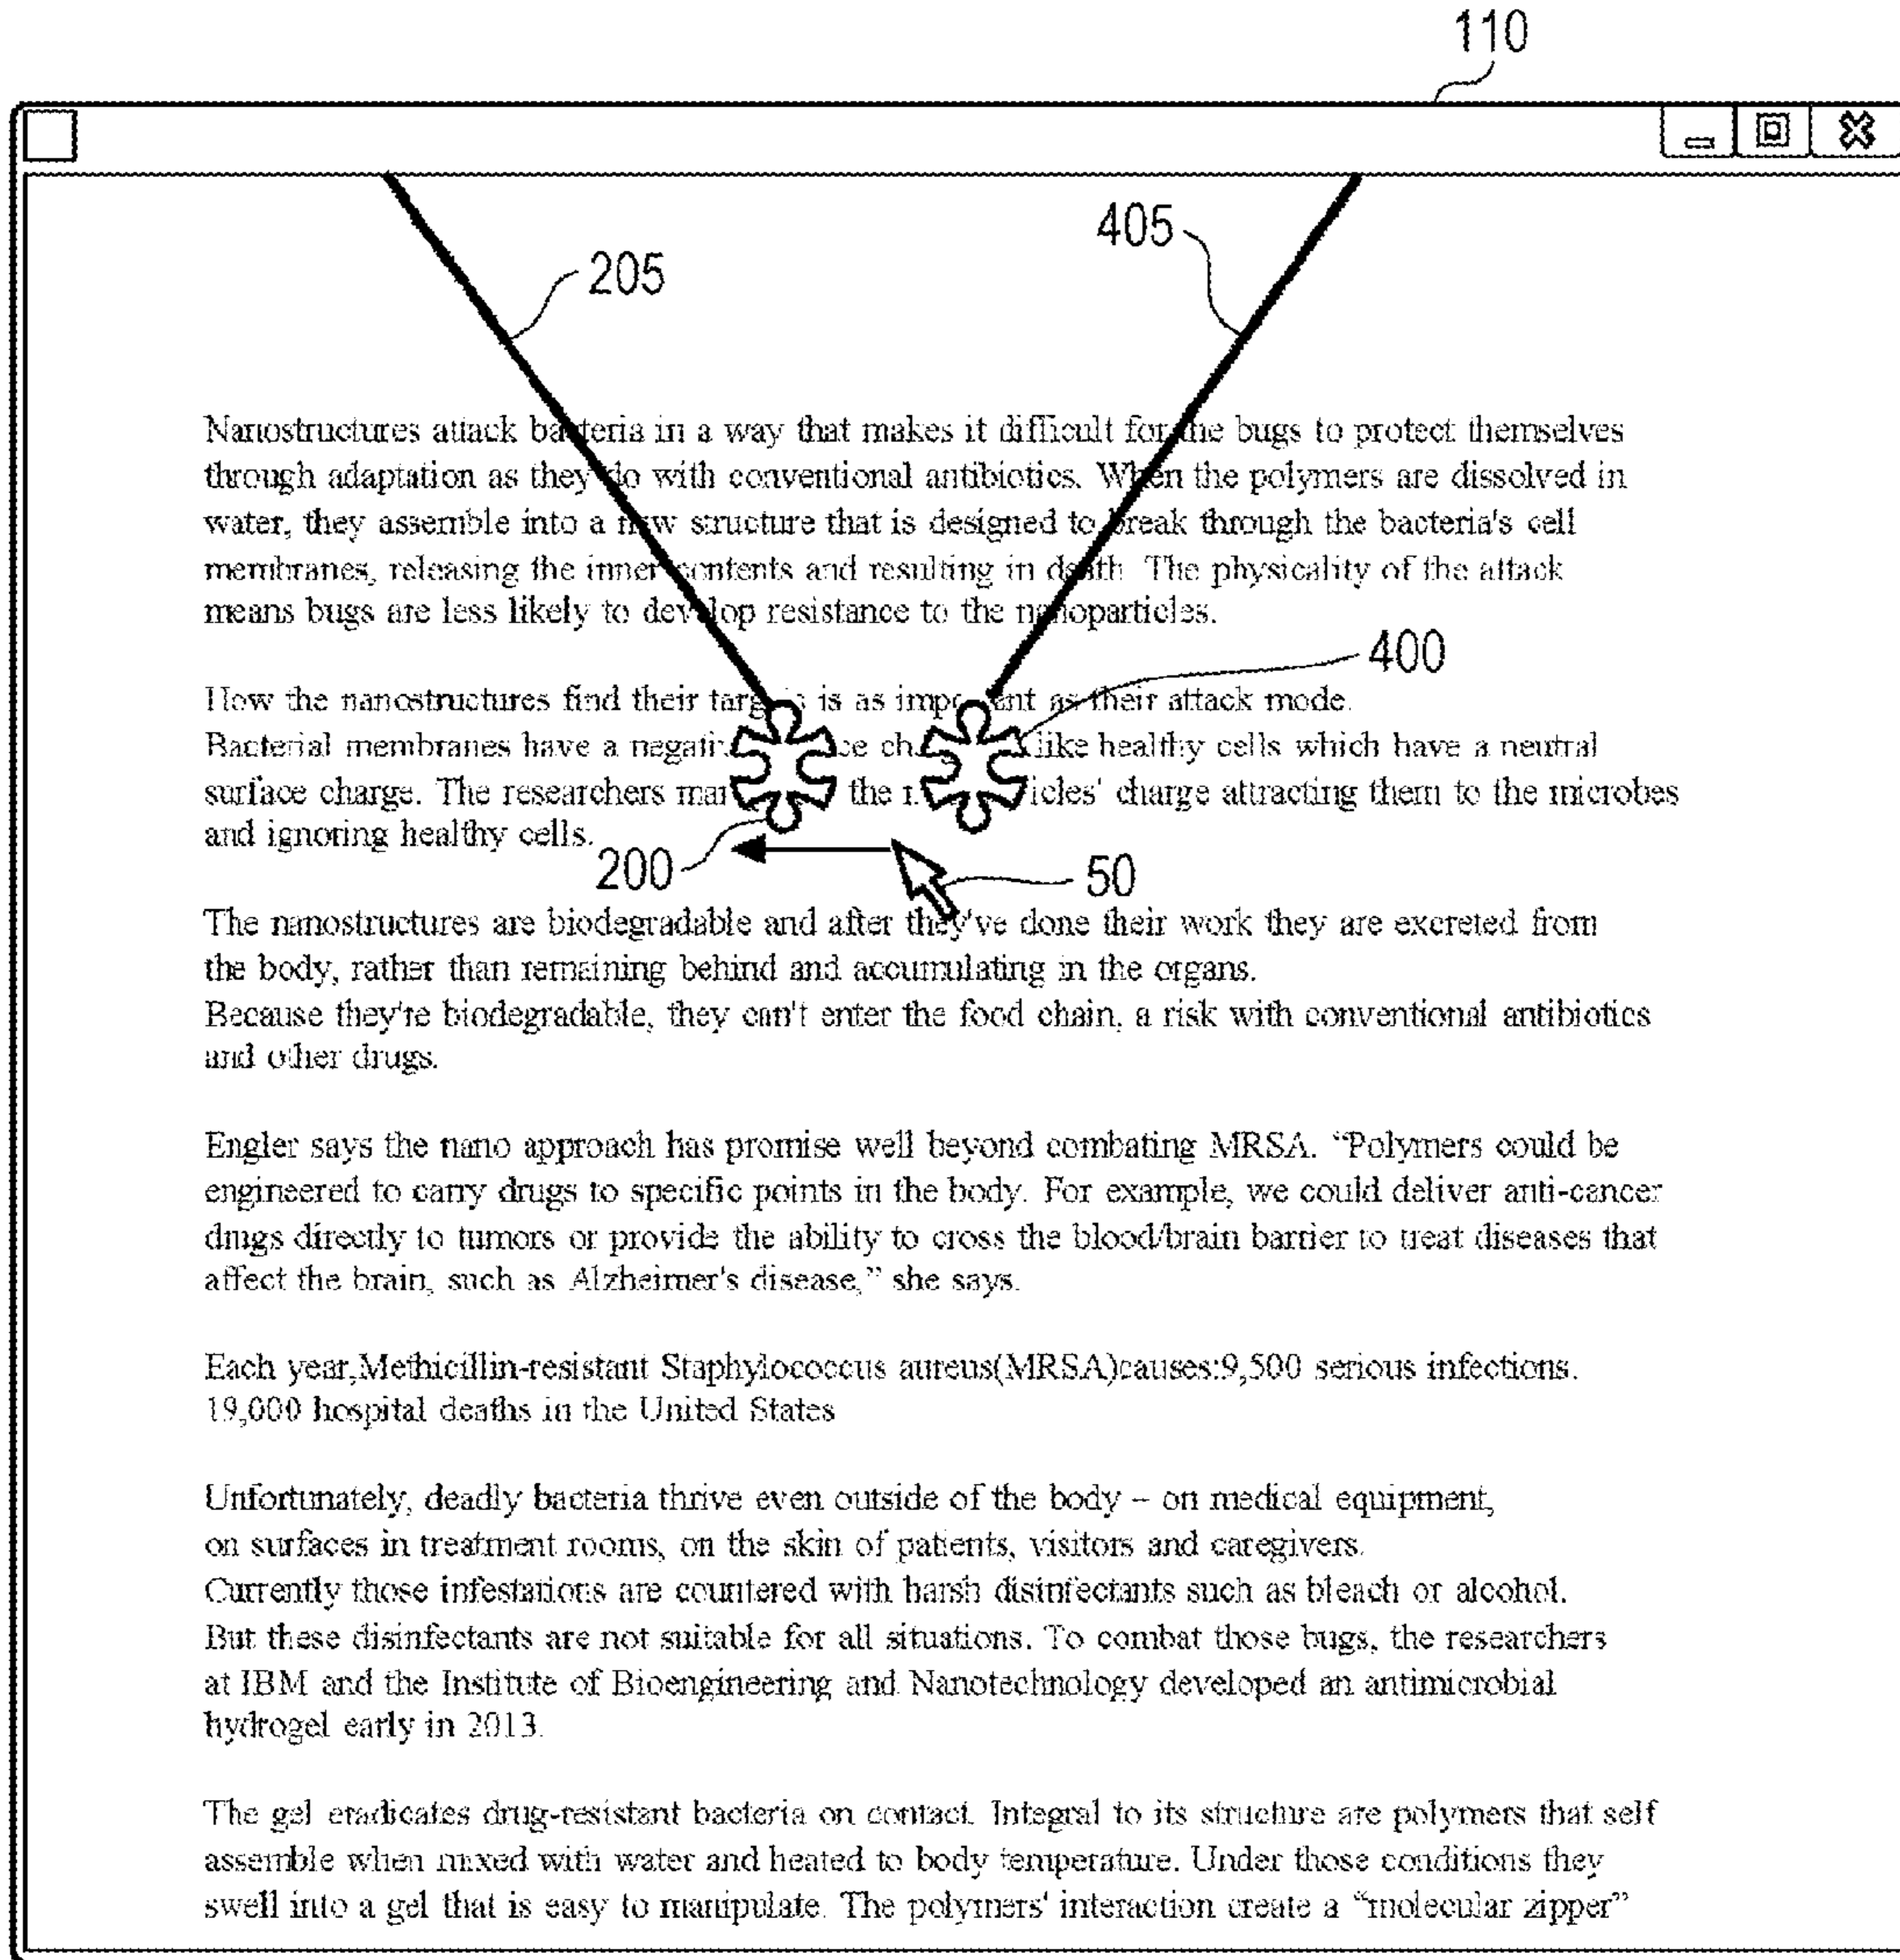 110
205
405
Nanostructures attack bacteria in a way that makes it difficult for the bugs to protect themselves
through adaptation as they do with conventional antibiotics. When the polymers are dissolved in
water, they assemble into a new structure that is designed to break through the bacteria's cell
membranes, releasing the inner contents and resulting in death. The physicality of the attack
means bugs are less likely to develop resistance to the nanoparticles.
400
How the nanostructures find their targets is as important as their attack mode.
Bacterial membranes have a ce like healthy cells which have a neutral
surface charge. The researchers the icles' charge attracting them to the microbes
and ignoring healthy cells.
200
50
The nanostructures are biodegradable and after they've done their work they are excreted from
the body, rather than remaining behind and accumulating in the organs.
Because they're biodegradable, they can't enter the food chain, a risk with conventional antibiotics
and other drugs.
Engler says the nano approach has promise well beyond combating MRSA. “Polymers could be
engineered to carry drugs to specific points in the body. For example, we could deliver anti-cancer
drugs directly to tumors or provide the ability to cross the blood/brain barrier to treat diseases that
affect the brain, such as Alzheimer's disease,” she says.
Each year,Methicillin-resistant Staphylococcus aureus(MRSA)causes:9,500 serious infections.
19,000 hospital deaths in the United States
Unfortunately, deadly bacteria thrive even outside of the body – on medical equipment,
on surfaces in treatment rooms, on the skin of patients, visitors and caregivers.
Currently those infestations are countered with harsh disinfectants such as bleach or alcohol.
But these disinfectants are not suitable for all situations. To combat those bugs, the researchers
at IBM and the Institute of Bioengineering and Nanotechnology developed an antimicrobial
hydrogel early in 2013.
The gel eradicates drug-resistant bacteria on contact. Integral to its structure are polymers that self
assemble when mixed with water and heated to body temperature. Under those conditions they
swell into a gel that is easy to manipulate. The polymers' interaction create a “molecular zipper”